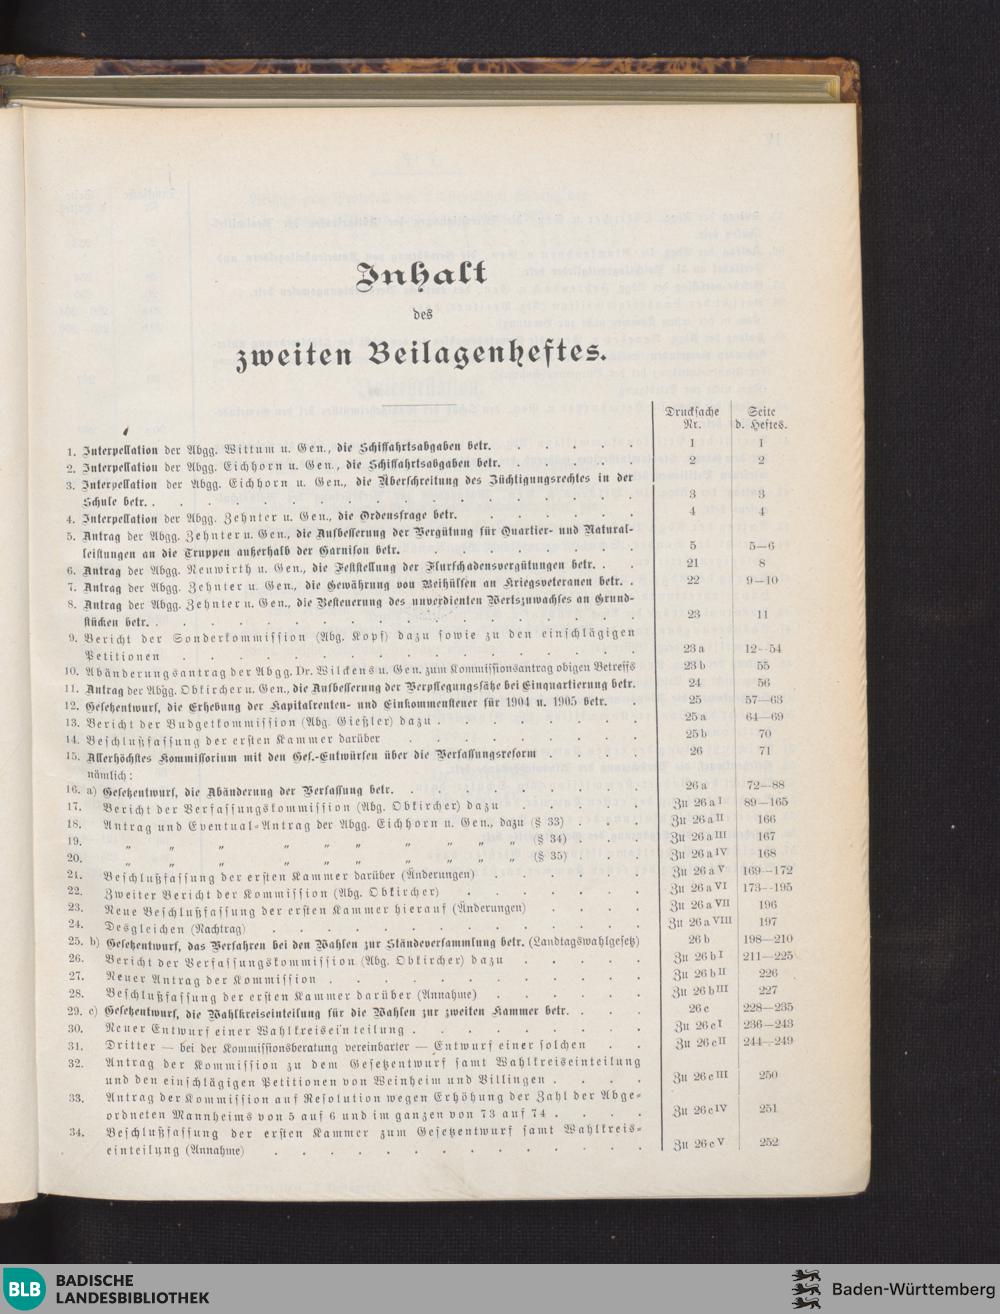 Inhalt
des
zweiten Beilagenheftes.
Drucksache Nr.
Seite d. Heftes.
1. Interpellation der Abgg. Wittum u. Gen., die Schiffahrtsabgaben betr. 1 1
2. Interpellation der Abgg. Eichhorn u. Gen., die Schiffahrtsabgaben betr. 2 2
3. Interpellation der Abgg. Eichhorn u. Gen., die Überschreitung des Züchtigungsrechtes in der
Schule betr. 3 3
4. Interpellation der Abgg. Zehnter u. Gen., die Ordensfrage betr. 4 4
5. Antrag der Abgg. Zehnter u. Gen., die Aufbesserung der Vergütung für Quartier- und Natural-
leistungen an die Truppen außerhalb der Garnison betr. 5 5—6
6. Antrag der Abgg. Neuwirth u. Gen., die Feststellung der Flurschadensvergütungen betr. 21 8
7. Antrag der Abgg. Zehnter u. Gen., die Gewährung von Beihülfen an Kriegsveteranen betr. 22 9—10
8. Antrag der Abgg. Zehnter u. Gen., die Besteuerung des unverdienten Wertszuwachses an Grund-
stücken betr. 23 11
9. Bericht der Sonderkommission (Abg. Kopf) dazu sowie zu den einschlägigen
Petitionen 23 a 12—54
10. Abänderungsantrag der Abgg. Dr. Wilckens u. Gen. zum Kommissionsantrag obigen Betreffs 23 b 55
11. Antrag der Abgg. Obkircher u. Gen., die Aufbesserung der Verpflegungssätze bei Einquartierung betr. 24 56
12. Gesetzentwurf, die Erhebung der Kapitalrenten- und Einkommensteuer für 1904 u. 1905 betr. 25 57—63
13. Bericht der Budgetkommission (Abg. Gießler) dazu 25 a 64—69
14. Beschlußfassung der ersten Kammer darüber 25 b 70
15. Allerhöchstes Kommissorium mit den Ges.-Entwürfen über die Verfassungsreform 26 71
nämlich:
16. a) Gesetzentwurf, die Abänderung der Verfassung betr. 26 a 72—88
17. Bericht der Verfassungskommission (Abg. Obkircher) dazu Zu 26 a I 89—165
18. Antrag und Eventual-Antrag der Abgg. Eichhorn u. Gen., dazu (§ 33) Zu 26 a II 166
19. „ „ „ „ „ „ „ „ „ „ „ (§ 34) Zu 26 a III 167
20. „ „ „ „ „ „ „ „ „ „ „ (§ 35) Zu 26 a IV 168
21. Beschlußfassung der ersten Kammer darüber (Änderungen) Zu 26 a V 169—172
22. Zweiter Bericht der Kommission (Abg. Obkircher) Zu 26 a VI 173—195
23. Neue Beschlußfassung der ersten Kammer hierauf (Änderungen) Zu 26 a VII 196
24. Desgleichen (Nachtrag) Zu 26 a VIII 197
25. b) Gesetzentwurf, das Verfahren bei den Wahlen zur Ständeversammlung betr. (Landtagswahlgesetz) 26 b 198—210
26. Bericht der Verfassungskommission (Abg. Obkircher) dazu Zu 26 b I 211—225
27. Neuer Antrag der Kommission Zu 26 b II 226
28. Beschlußfassung der ersten Kammer darüber (Annahme) Zu 26 b III 227
29. c) Gesetzentwurf, die Wahlkreiseinteilung für die Wahlen zur zweiten Kammer betr. 26 c 228—235
30. Neuer Entwurf einer Wahlkreiseinteilung Zu 26 c I 236—243
31. Dritter — bei der Kommissionsberatung vereinbarter — Entwurf einer solchen Zu 26 c II 244—249
32. Antrag der Kommission zu dem Gesetzentwurf samt Wahlkreiseinteilung
und den einschlägigen Petitionen von Weinheim und Villingen Zu 26 c III 250
33. Antrag der Kommission auf Resolution wegen Erhöhung der Zahl der Abge-
ordneten Mannheims von 5 auf 6 und im ganzen von 73 auf 74 Zu 26 c IV 251
34. Beschlußfassung der ersten Kammer zum Gesetzentwurf samt Wahlkreis-
einteilung (Annahme) Zu 26 c V 252
BLB BADISCHE
LANDESBIBLIOTHEK
Baden-Württemberg